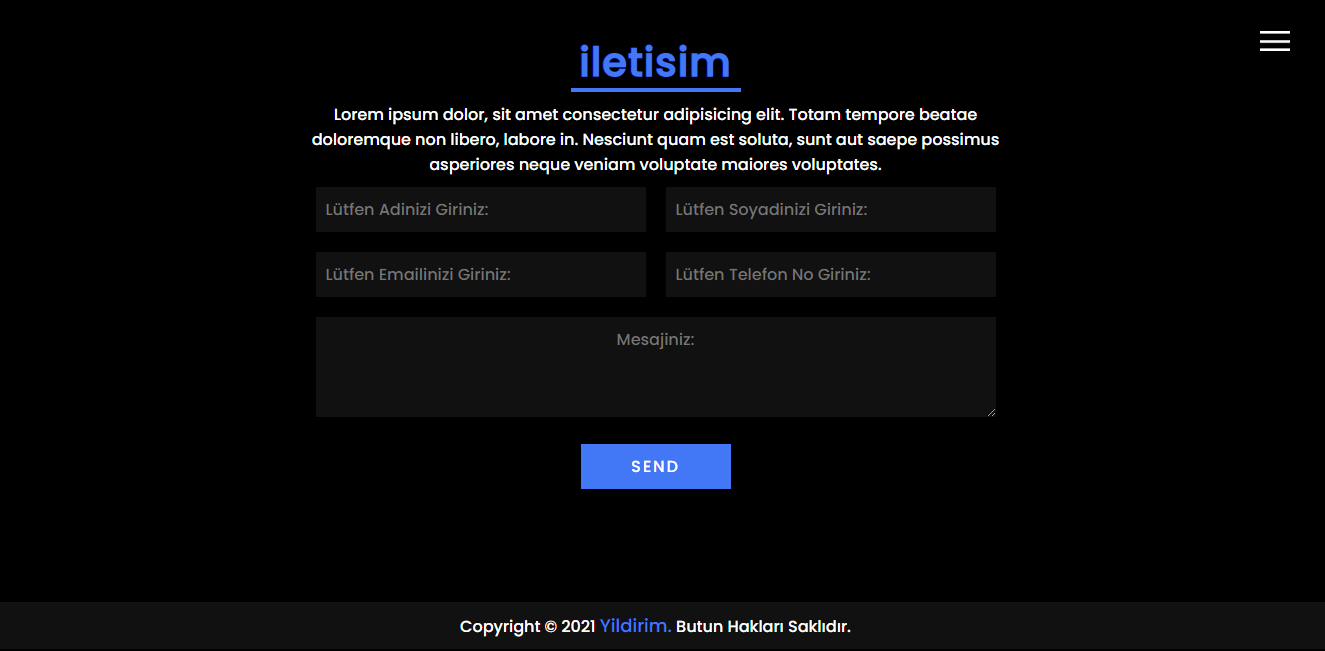 iletisim
Lorem ipsum dolor, sit amet consectetur adipisicing elit. Totam tempore beatae
doloremque non libero, labore in. Nesciunt quam est soluta, sunt aut saepe possimus
asperiores neque veniam voluptate maiores voluptates.
Lütfen Adinizi Giriniz:
Lütfen Soyadinizi Giriniz:
Lütfen Emailinizi Giriniz:
Lütfen Telefon No Giriniz:
Mesajiniz:
SEND
Copyright © 2021 Yildirim. Butun Hakları Saklıdır.